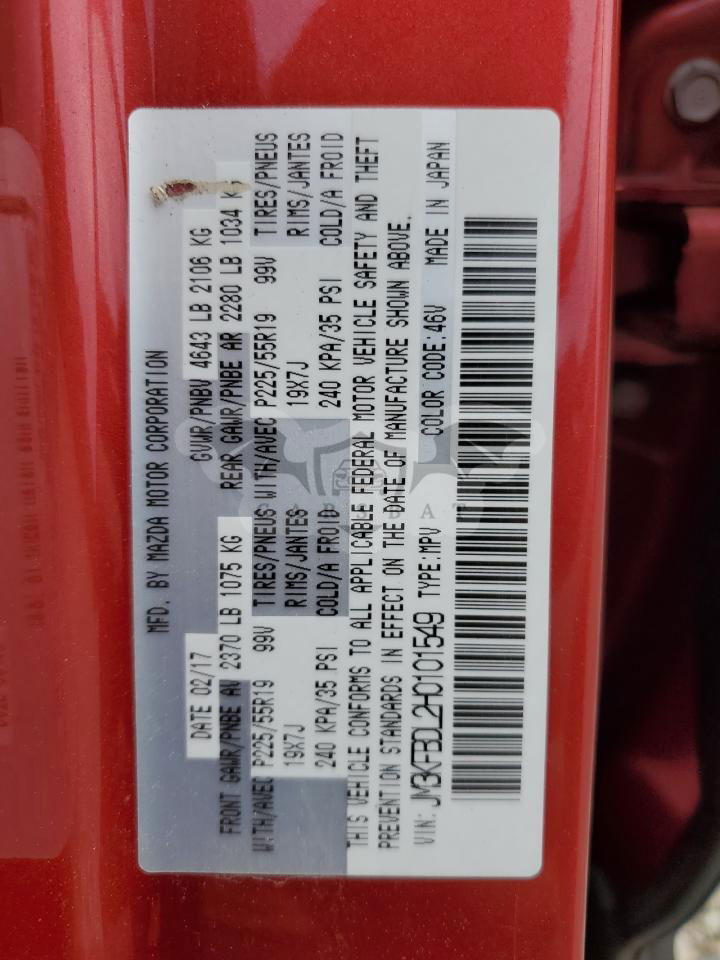 MFD. BY MAZDA MOTOR CORPORATION
DATE 02/17 GVWR/PNBV 4643 LB 2106 KG
FRONT GAWR/PNBE AV 2370 LB 1075 KG REAR GAWR/PNBE AR 2280 LB 1034 K
WITH/AVEC P225/55R19 99V TIRES/PNEUS WITH/AVEC P225/55R19 99V TIRES/PNEUS
19X7J RIMS/JANTES 19X7J RIMS/JANTES
240 KPA/35 PSI COLD/A FROID 240 KPA/35 PSI COLD/A FROID
THIS VEHICLE CONFORMS TO ALL APPLICABLE FEDERAL MOTOR VEHICLE SAFETY AND THEFT
PREVENTION STANDARDS IN EFFECT ON THE DATE OF MANUFACTURE SHOWN ABOVE.
VIN: JM3KFBDL2H0101549 TYPE:MPV COLOR CODE:46V MADE IN JAPAN